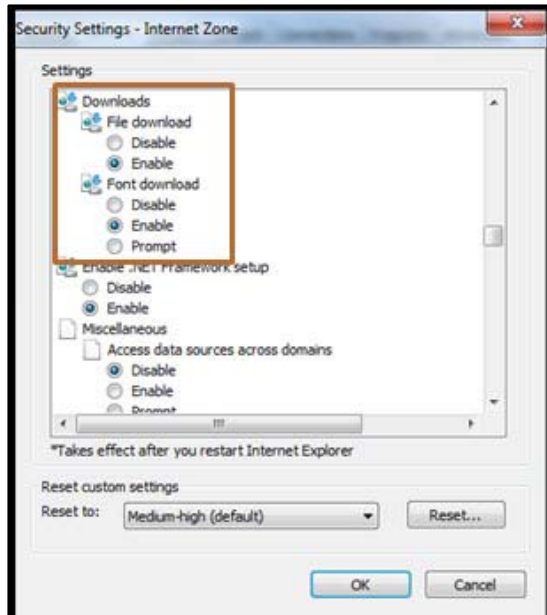 Security Settings - Internet Zone
Settings
Downloads
File download
Disable
Enable
Font download
Disable
Enable
Prompt
Enable .NET Framework setup
Disable
Enable
Miscellaneous
Access data sources across domains
Disable
Enable
Prompt
*Takes effect after you restart Internet Explorer
Reset custom settings
Reset to: Medium-high (default) Reset...
OK Cancel